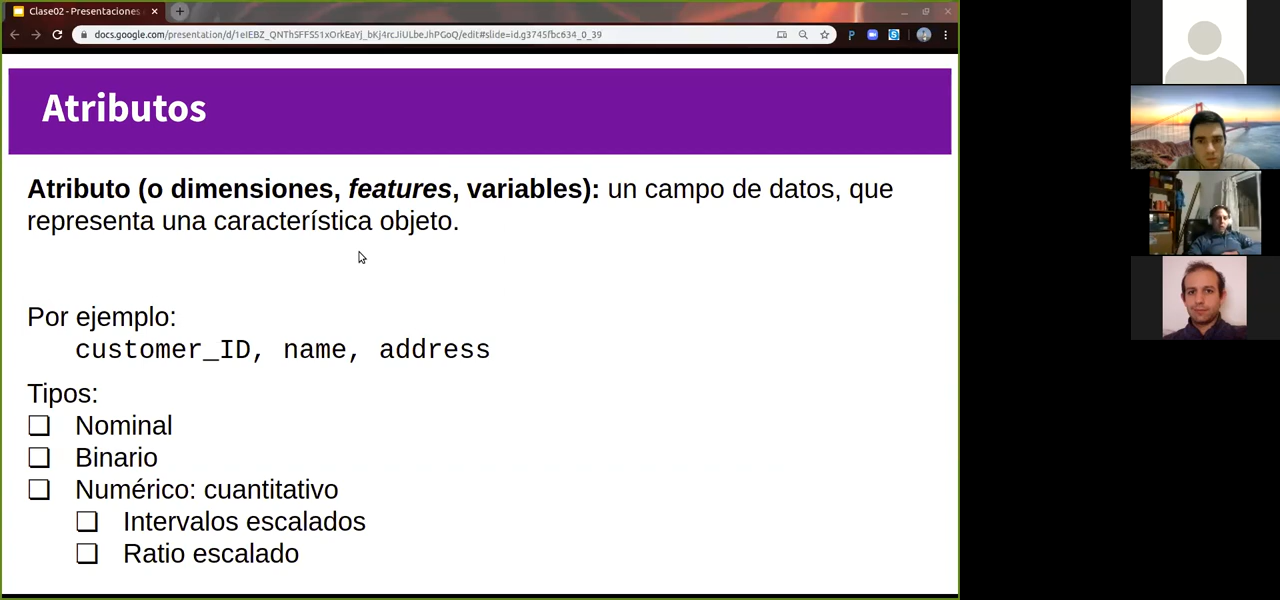 Clase02 - Presentaciones
docs.google.com/presentation/d/1eIEBZ_QNThSFFSS1xOrkEaYj_bKj4rcJiULbeJhPGoQ/edit#slide=id.g3745fbc634_0_39
Atributos
Atributo (o dimensiones, features, variables): un campo de datos, que
representa una característica objeto.
Por ejemplo:
customer_ID, name, address
Tipos:
❏ Nominal
❏ Binario
❏ Numérico: cuantitativo
❏ Intervalos escalados
❏ Ratio escalado